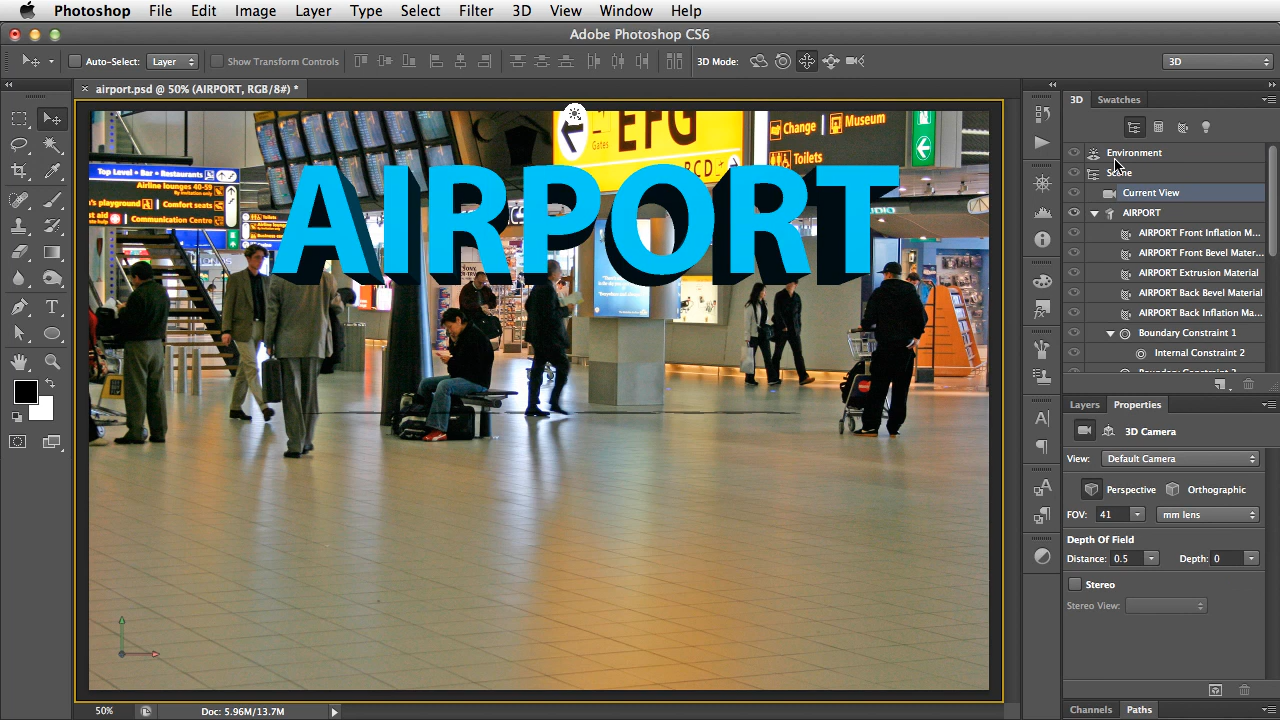 Photoshop File Edit Image Layer Type Select Filter 3D View Window Help
Adobe Photoshop CS6
Auto-Select: Layer Show Transform Controls 3D Mode: 3D
airport.psd @ 50% (AIRPORT, RGB/8#) *
3D Swatches
EFG
Gates
BCD
Change
Museum
Toilets
Top Level • Bar • Restaurants
Airline lounges 40-59
Comfort seats
Communication Centre
AIRPORT
Environment
Current View
AIRPORT
AIRPORT Front Inflation M...
AIRPORT Front Bevel Mater...
AIRPORT Extrusion Material
AIRPORT Back Bevel Material
AIRPORT Back Inflation Ma...
Boundary Constraint 1
Internal Constraint 2
Layers Properties
3D Camera
View: Default Camera
Perspective Orthographic
FOV: 41 mm lens
Depth Of Field
Distance: 0.5 Depth: 0
Stereo
Stereo View:
50% Doc: 5.96M/13.7M
Channels Paths